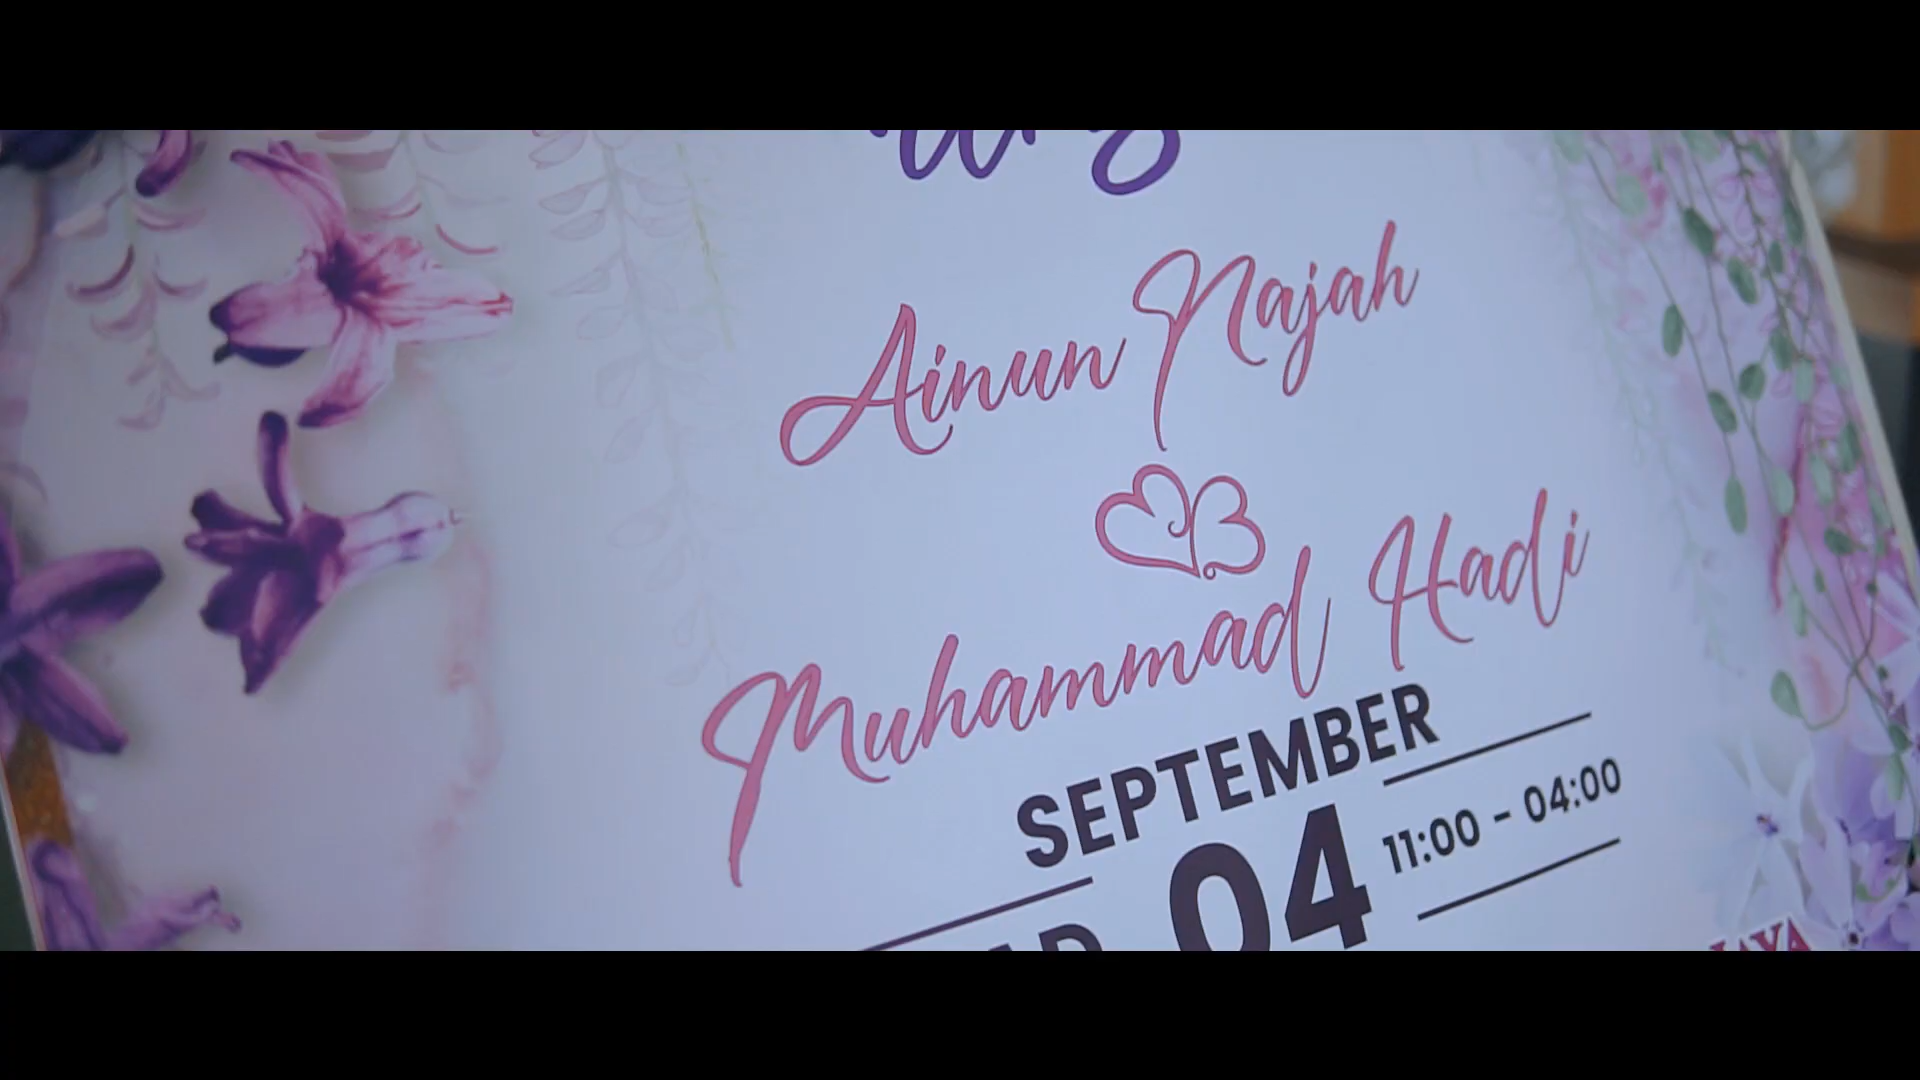 Ainun Najah
Muhammad Hadi
SEPTEMBER
04
11:00 - 04:00